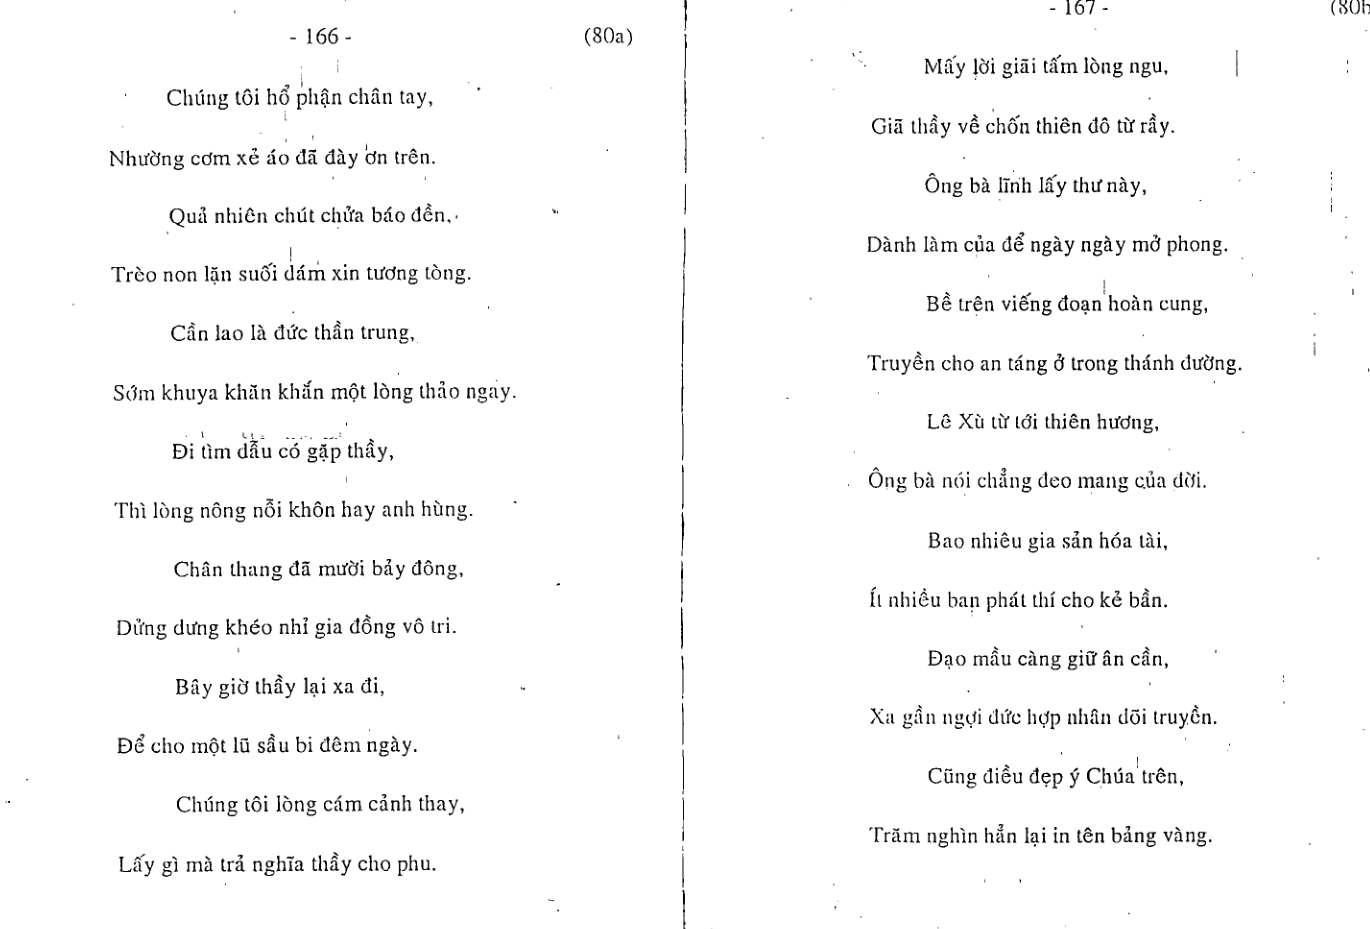 - 166 -
(80a)
Chúng tôi hổ phận chân tay,
Nhường cơm xẻ áo đã đày ơn trên.
Quả nhiên chút chửa báo đền,
Trèo non lặn suối dám xin tương tòng.
Cần lao là đức thần trung,
Sớm khuya khăn khắn một lòng thảo ngay.
Đi tìm dẫu có gặp thầy,
Thì lòng nông nỗi khôn hay anh hùng.
Chân thang đã mười bảy đông,
Dửng dưng khéo nhỉ gia đồng vô tri.
Bây giờ thầy lại xa đi,
Để cho một lũ sầu bi đêm ngày.
Chúng tôi lòng cám cảnh thay,
Lấy gì mà trả nghĩa thầy cho phu.
- 167 -
(80b
Mấy lời giãi tấm lòng ngu,
Giã thầy về chốn thiên đô từ rầy.
Ông bà lĩnh lấy thư này,
Dành làm của để ngày ngày mở phong.
Bề trên viếng đoạn hoàn cung,
Truyền cho an táng ở trong thánh đường.
Lê Xù từ tới thiên hương,
Ông bà nói chẳng đeo mang của đời.
Bao nhiêu gia sản hóa tài,
Ít nhiều ban phát thí cho kẻ bần.
Đạo mầu càng giữ ân cần,
Xa gần ngợi đức hợp nhân dõi truyền.
Cũng điều đẹp ý Chúa trên,
Trăm nghìn hẳn lại in tên bảng vàng.